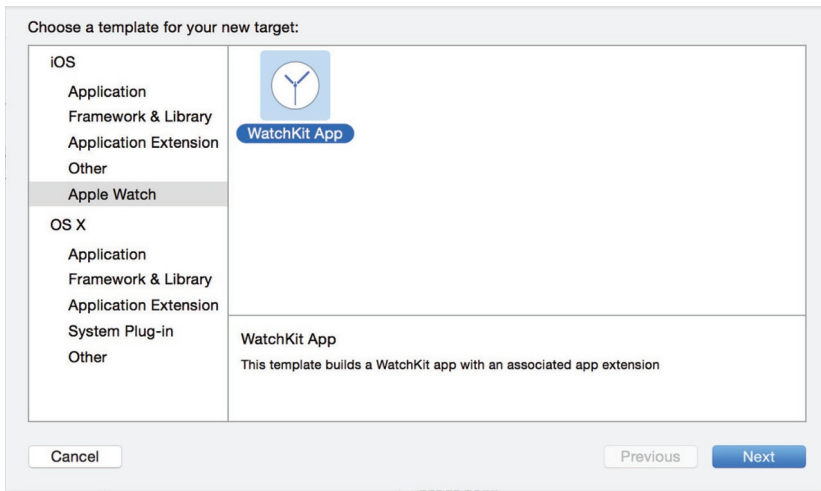 Choose a template for your new target:
iOS
Application
Framework & Library
Application Extension
Other
Apple Watch
OS X
Application
Framework & Library
Application Extension
System Plug-in
Other
WatchKit App
WatchKit App
This template builds a WatchKit app with an associated app extension
Cancel
Previous
Next